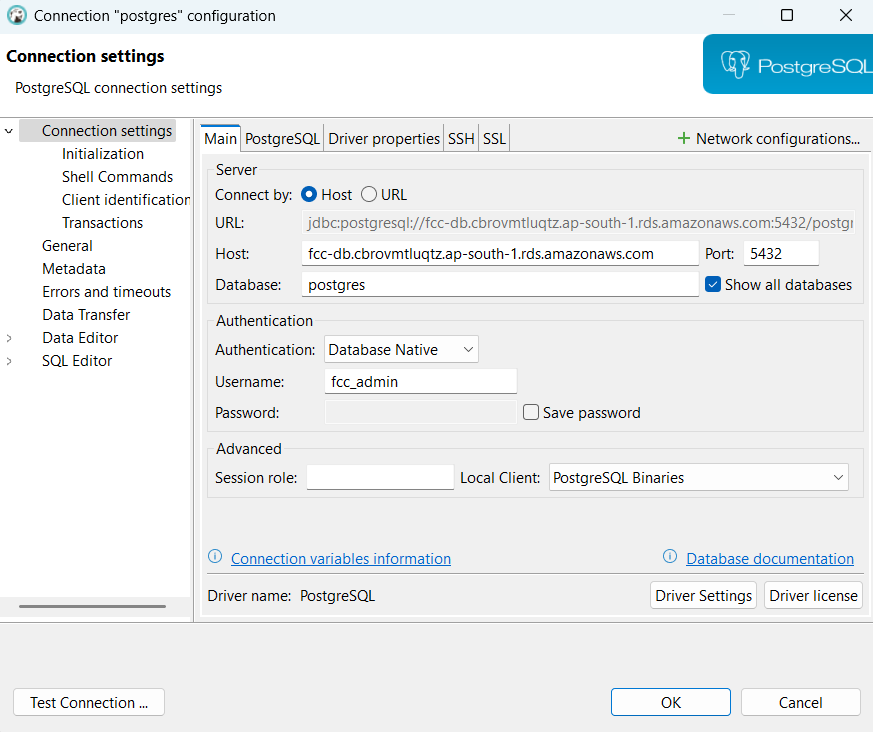 Connection "postgres" configuration
Connection settings
PostgreSQL connection settings
PostgreSQL
Connection settings
Initialization
Shell Commands
Client identification
Transactions
General
Metadata
Errors and timeouts
Data Transfer
Data Editor
SQL Editor
Main PostgreSQL Driver properties SSH SSL + Network configurations...
Server
Connect by: Host URL
URL: jdbc:postgresql://fcc-db.cbrovmtluqtz.ap-south-1.rds.amazonaws.com:5432/postgr
Host: fcc-db.cbrovmtluqtz.ap-south-1.rds.amazonaws.com Port: 5432
Database: postgres Show all databases
Authentication
Authentication: Database Native
Username: fcc_admin
Password: Save password
Advanced
Session role: Local Client: PostgreSQL Binaries
Connection variables information Database documentation
Driver name: PostgreSQL Driver Settings Driver license
Test Connection ... OK Cancel